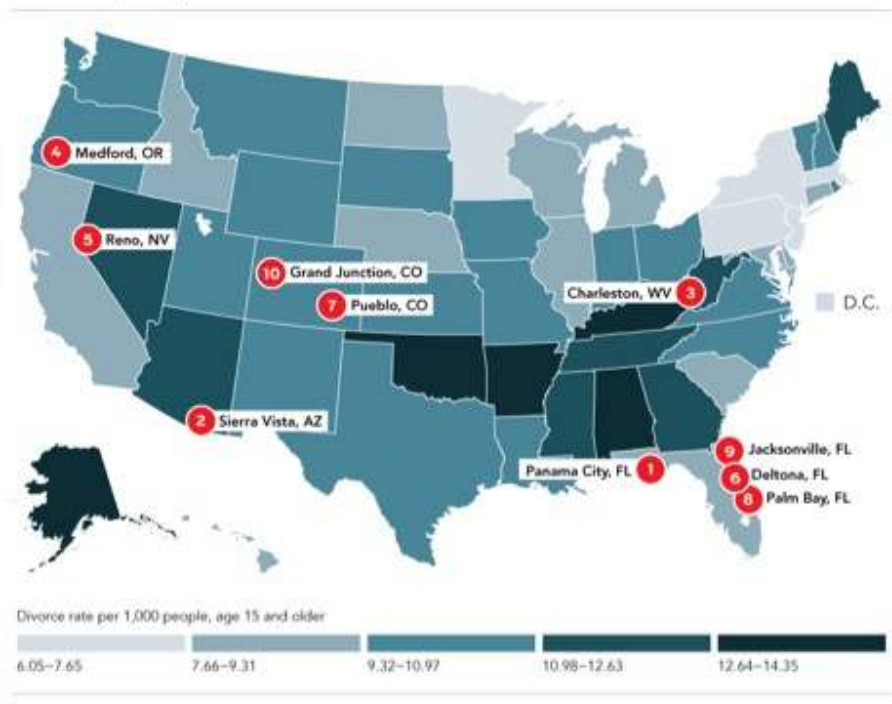 4 Medford, OR
5 Reno, NV
10 Grand Junction, CO
Charleston, WV 3
7 Pueblo, CO
D.C.
2 Sierra Vista, AZ
9 Jacksonville, FL
Panama City, FL 1
6 Deltona, FL
8 Palm Bay, FL
Divorce rate per 1,000 people, age 15 and older
6.05–7.65 7.66–9.31 9.32–10.97 10.98–12.63 12.64–14.35